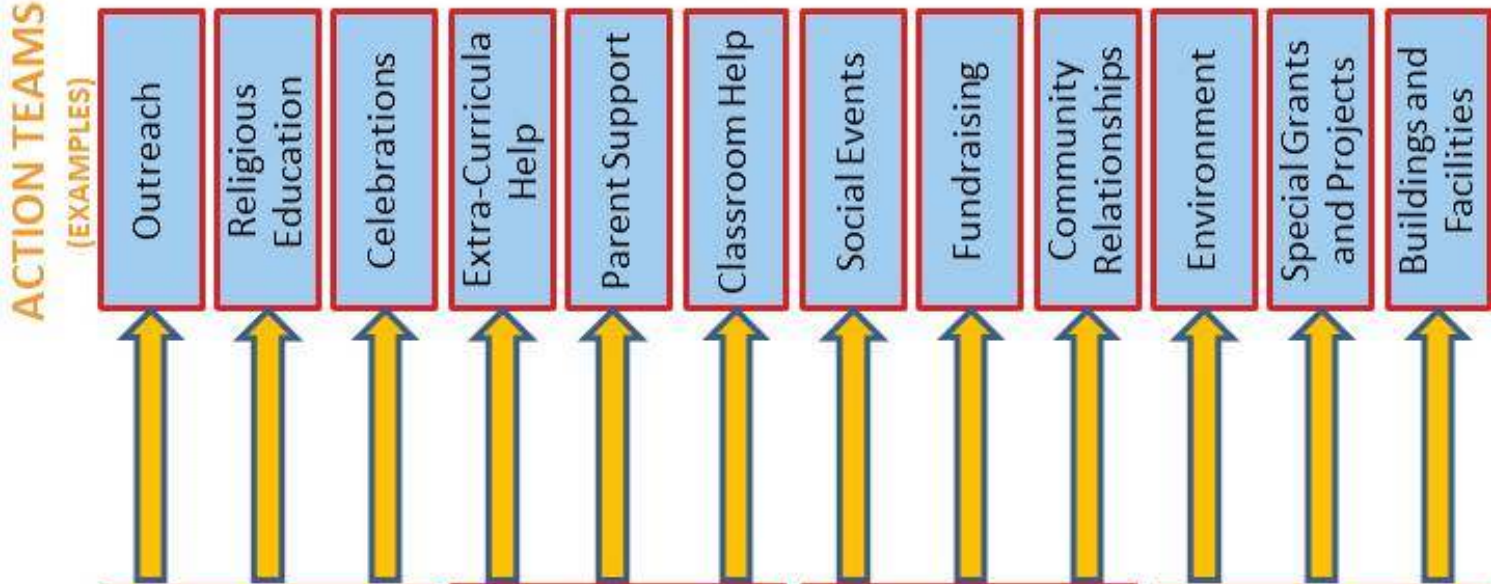 ACTION TEAMS
(EXAMPLES)
Outreach
Religious
Education
Celebrations
Extra-Curricula
Help
Parent Support
Classroom Help
Social Events
Fundraising
Community
Relationships
Environment
Special Grants
and Projects
Buildings and
Facilities